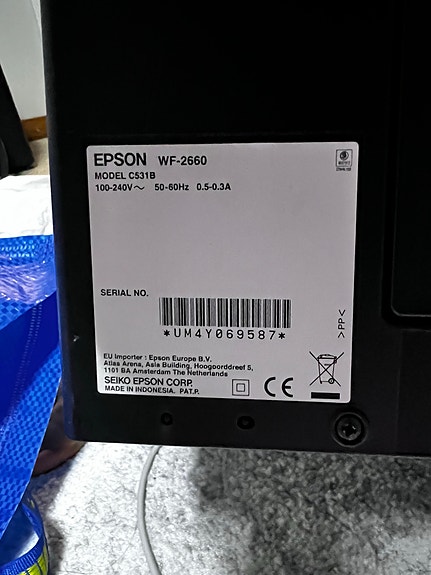 EPSON WF-2660
MODEL C531B
100-240V～ 50-60Hz 0.5-0.3A
SERIAL NO.
*UM4Y069587*
>PP<
EU Importer : Epson Europe B.V.
Atlas Arena, Asia Building, Hoogoorddreef 5,
1101 BA Amsterdam The Netherlands
SEIKO EPSON CORP.
MADE IN INDONESIA. PAT.P.
CE